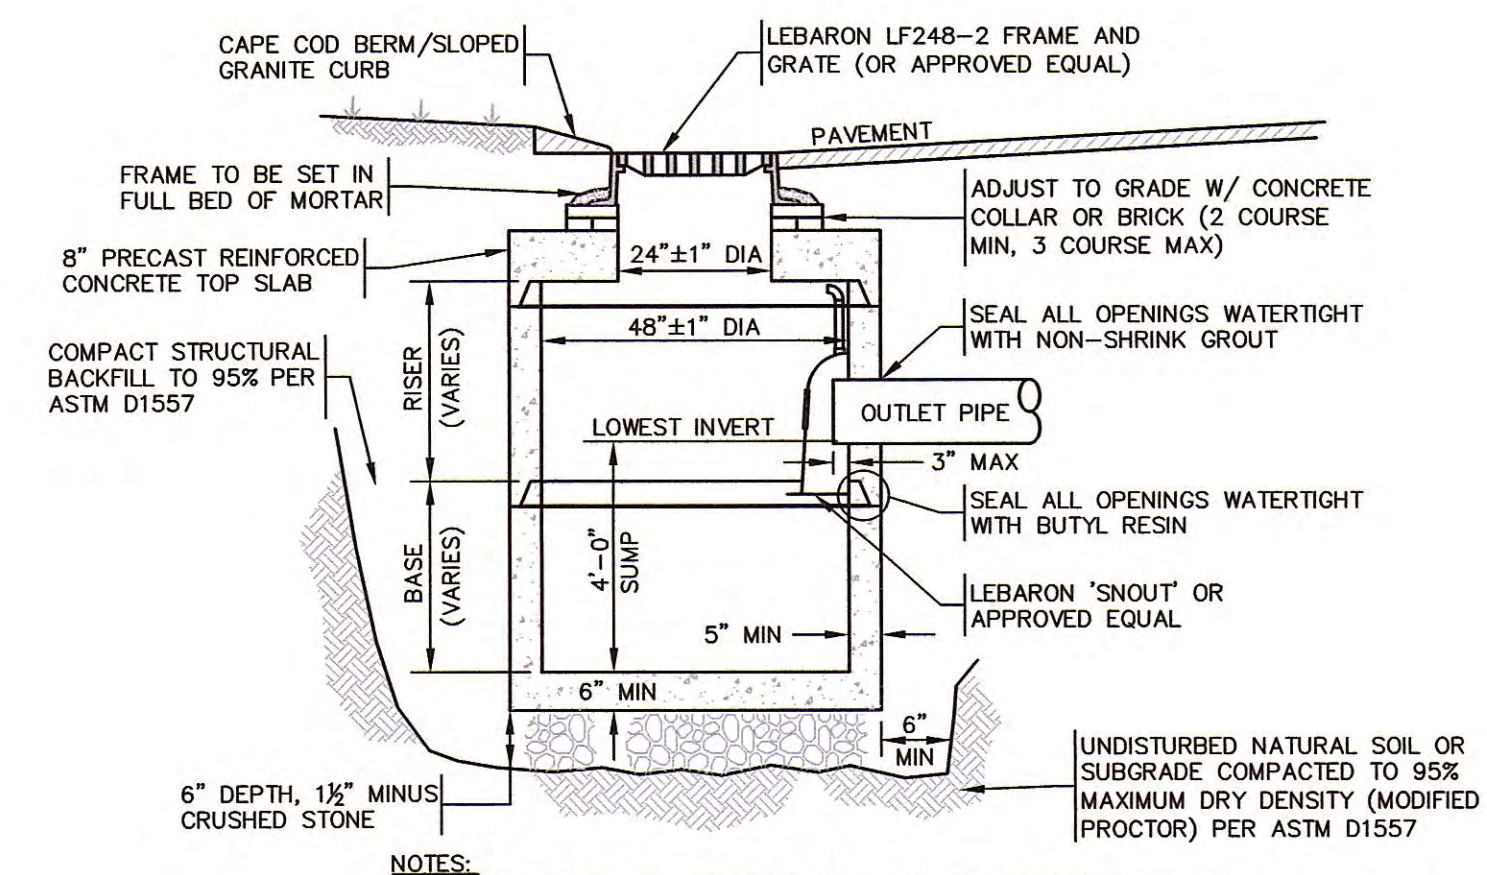 CAPE COD BERM/SLOPED
GRANITE CURB
LEBARON LF248-2 FRAME AND
GRATE (OR APPROVED EQUAL)
PAVEMENT
FRAME TO BE SET IN
FULL BED OF MORTAR
ADJUST TO GRADE W/ CONCRETE
COLLAR OR BRICK (2 COURSE
MIN, 3 COURSE MAX)
8" PRECAST REINFORCED
CONCRETE TOP SLAB
24"±1" DIA
SEAL ALL OPENINGS WATERTIGHT
WITH NON-SHRINK GROUT
48"±1" DIA
COMPACT STRUCTURAL
BACKFILL TO 95% PER
ASTM D1557
RISER
(VARIES)
OUTLET PIPE
LOWEST INVERT
3" MAX
SEAL ALL OPENINGS WATERTIGHT
WITH BUTYL RESIN
BASE
(VARIES)
4'-0"
SUMP
LEBARON 'SNOUT' OR
APPROVED EQUAL
5" MIN
6" MIN
6"
MIN
UNDISTURBED NATURAL SOIL OR
SUBGRADE COMPACTED TO 95%
MAXIMUM DRY DENSITY (MODIFIED
PROCTOR) PER ASTM D1557
6" DEPTH, 1½" MINUS
CRUSHED STONE
NOTES: